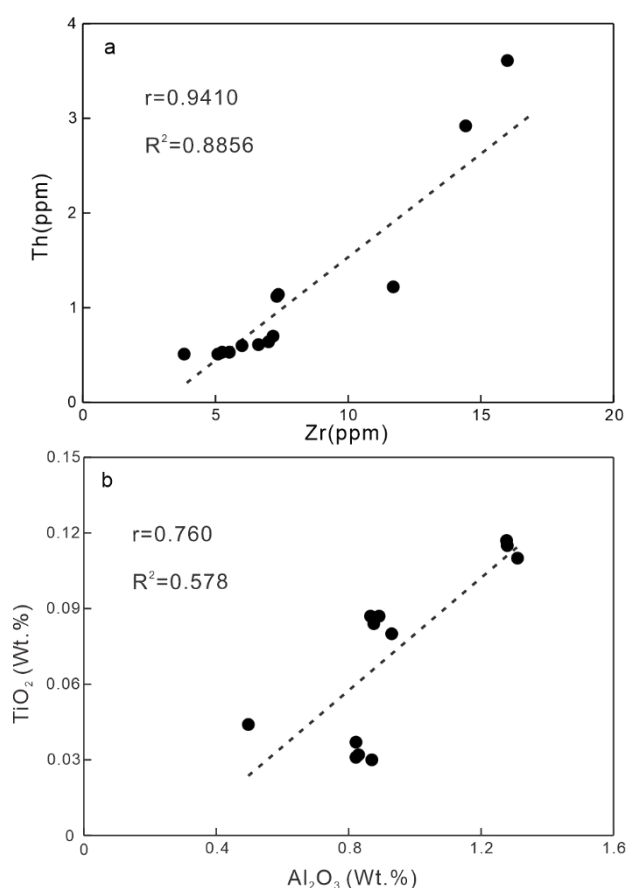 a
r=0.9410
R²=0.8856
Th(ppm)
4
3
2
1
0
0 5 10 15 20
Zr(ppm)
b
r=0.760
R²=0.578
TiO₂ (Wt.%)
0.15
0.12
0.09
0.06
0.03
0
0 0.4 0.8 1.2 1.6
Al₂O₃ (Wt.%)